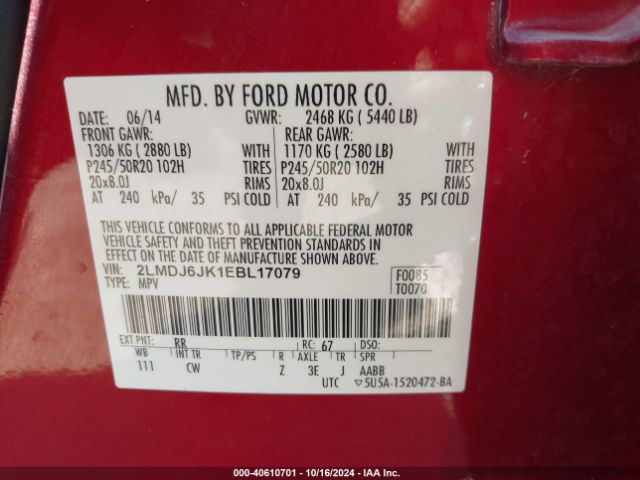 MFD. BY FORD MOTOR CO.
DATE: 06/14 GVWR: 2468 KG ( 5440 LB)
FRONT GAWR: REAR GAWR:
1306 KG ( 2880 LB) WITH 1170 KG ( 2580 LB) WITH
P245/50R20 102H TIRES P245/50R20 102H TIRES
20x8.0J RIMS 20x8.0J RIMS
AT 240 kPa/ 35 PSI COLD AT 240 kPa/ 35 PSI COLD
THIS VEHICLE CONFORMS TO ALL APPLICABLE FEDERAL MOTOR
VEHICLE SAFETY AND THEFT PREVENTION STANDARDS IN
EFFECT ON THE DATE OF MANUFACTURE SHOWN ABOVE.
VIN: 2LMDJ6JK1EBL17079 F0085
TYPE: MPV T0070
EXT PNT: RR RC: 67 DSO:
WB INT TR TP/PS R AXLE TR SPR
111 CW Z 3E J AABB
UTC ▽5U5A-1520472-BA
000-40610701 - 10/16/2024 - IAA Inc.